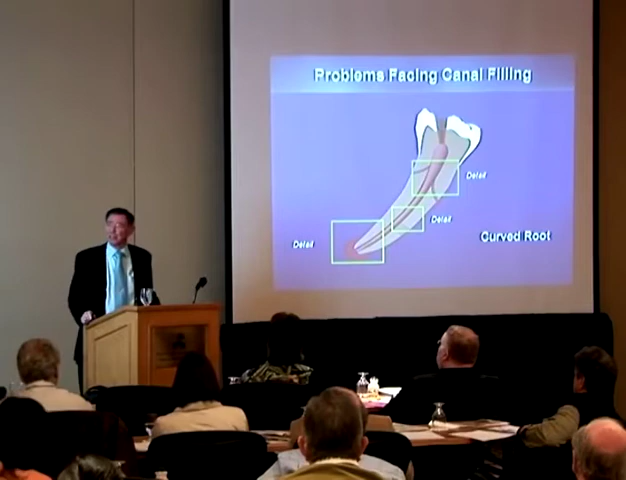 Problems Facing Canal Filling
Detail
Detail
Detail
Curved Root